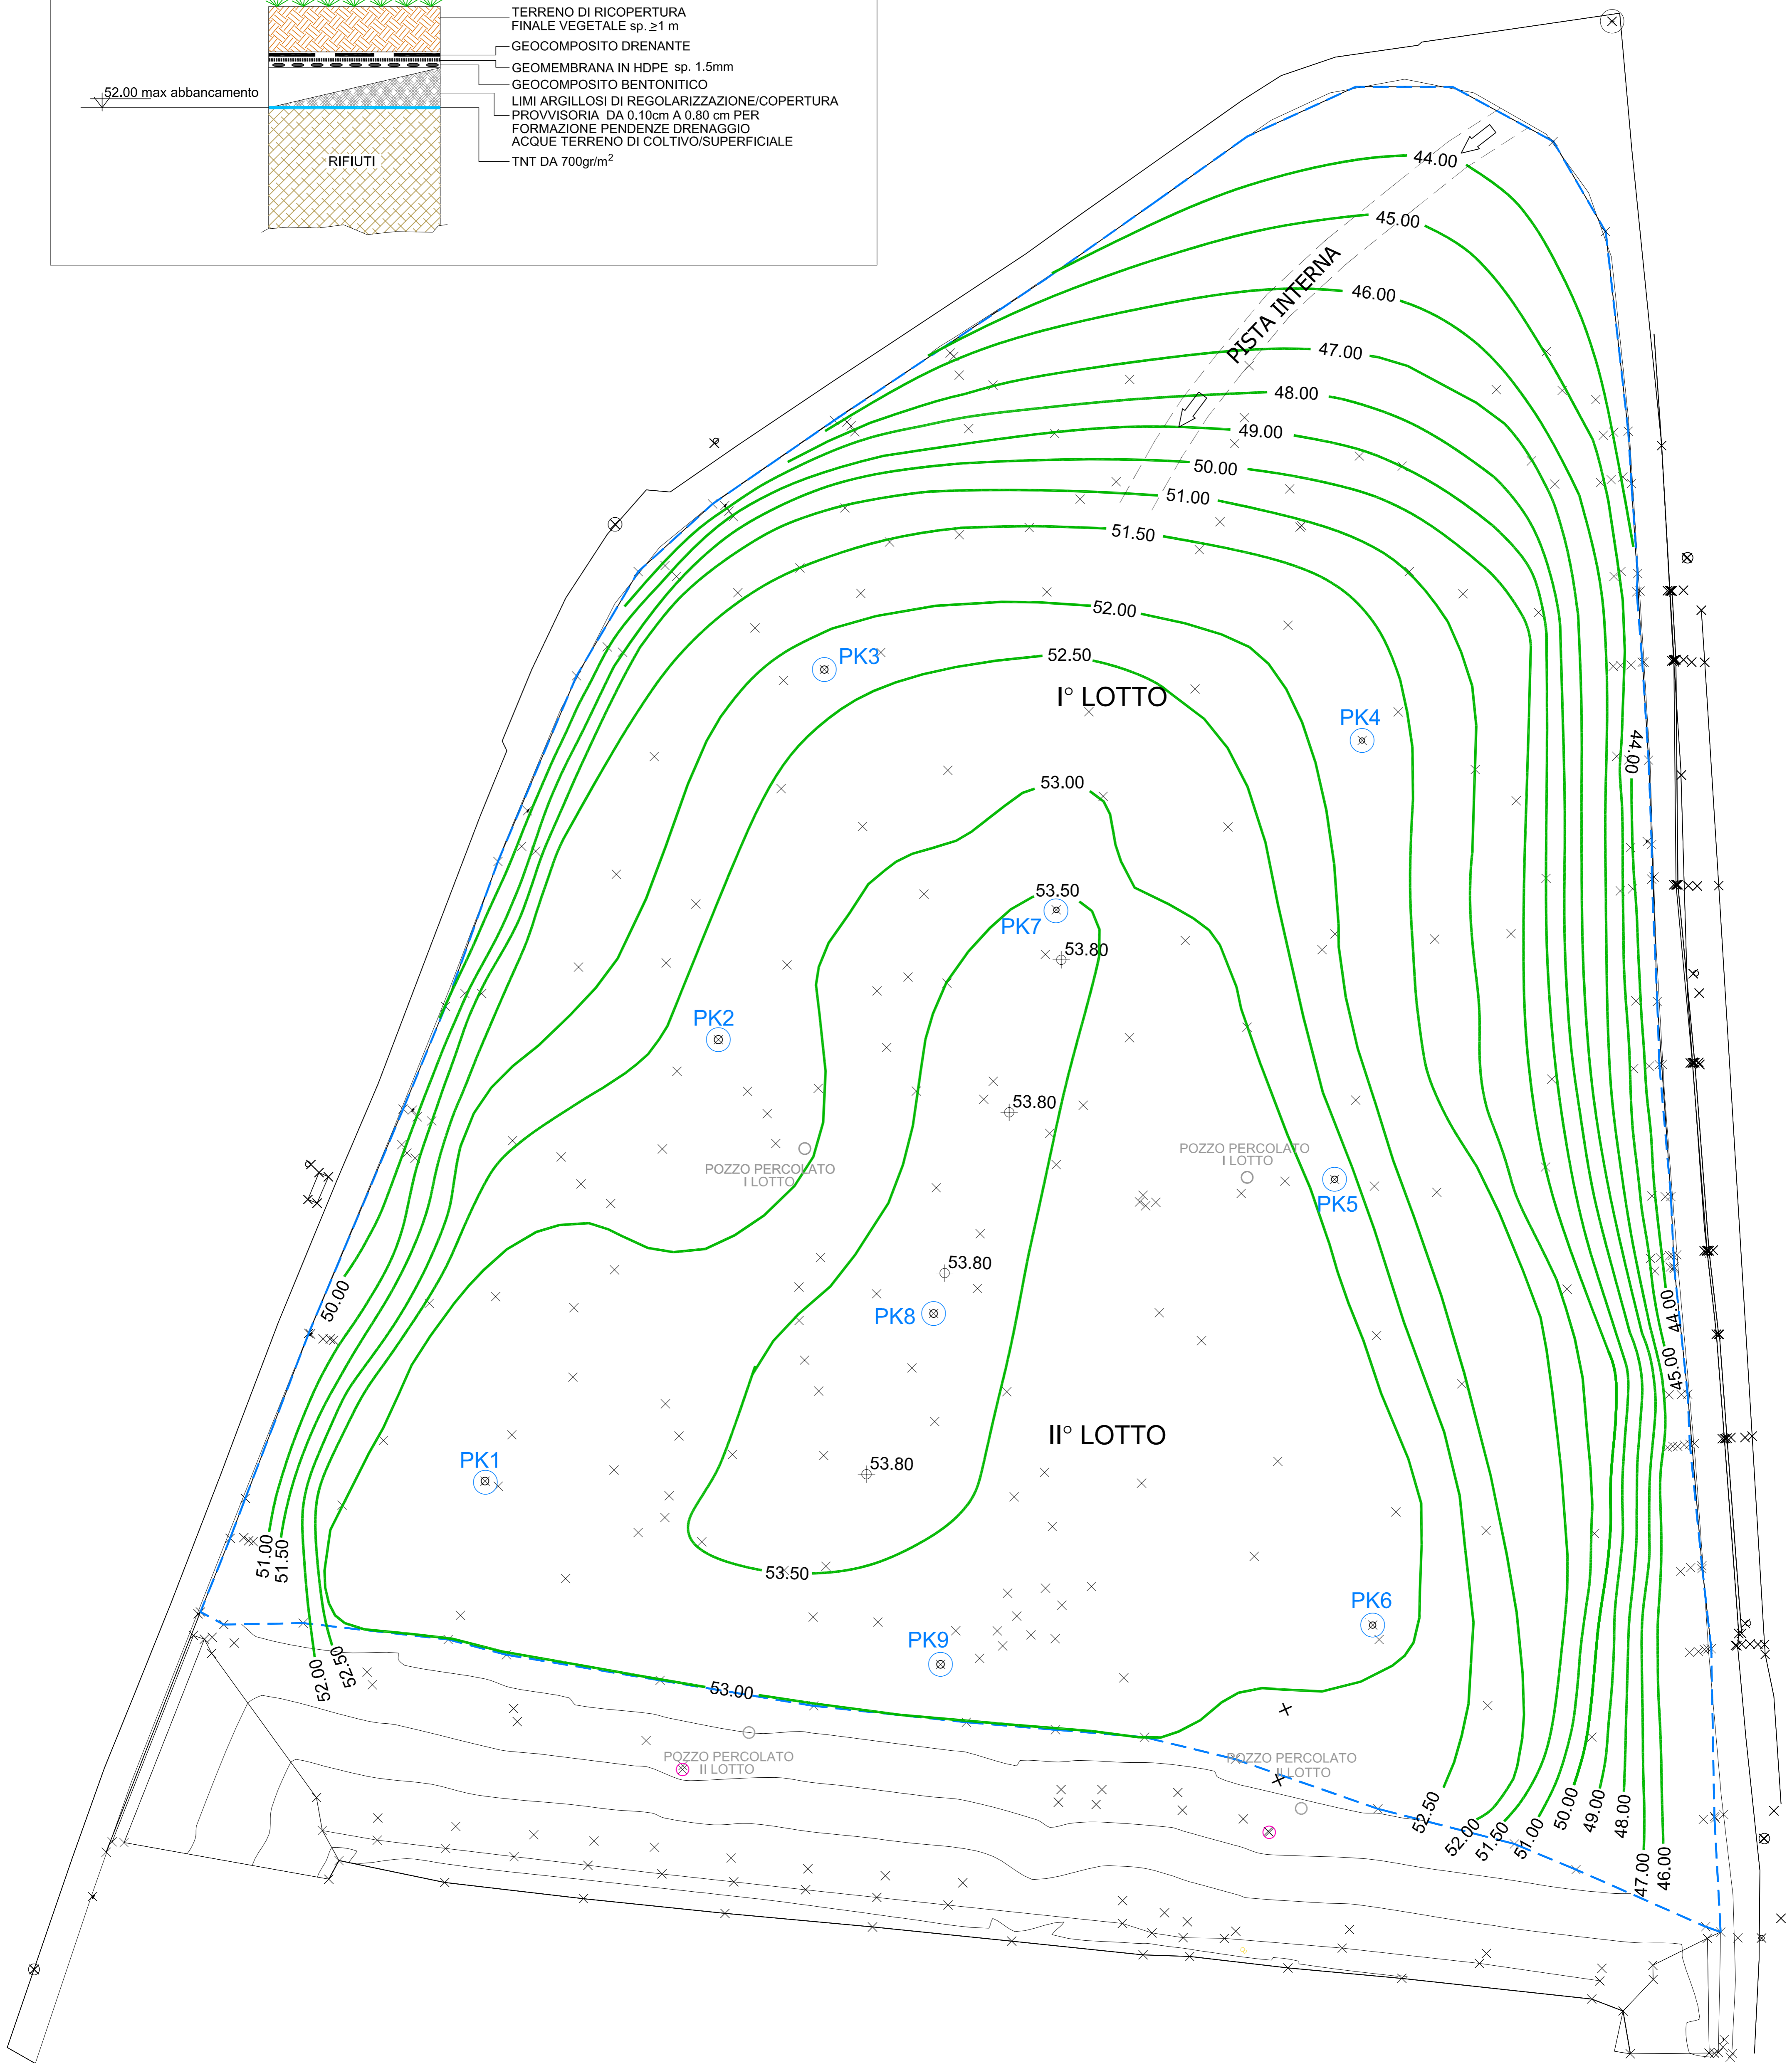 TERRENO DI RICOPERTURA
FINALE VEGETALE sp. ≥1 m
GEOCOMPOSITO DRENANTE
GEOMEMBRANA IN HDPE sp. 1.5mm
GEOCOMPOSITO BENTONITICO
52.00 max abbancamento
LIMI ARGILLOSI DI REGOLARIZZAZIONE/COPERTURA
PROVVISORIA DA 0.10cm A 0.80 cm PER
FORMAZIONE PENDENZE DRENAGGIO
ACQUE TERRENO DI COLTIVO/SUPERFICIALE
RIFIUTI
TNT DA 700gr/m²
44.00
45.00
PISTA INTERNA
46.00
47.00
48.00
49.00
50.00
51.00
51.50
52.00
52.50
PK3
I° LOTTO
PK4
44.00
53.00
53.50
PK7
53.80
PK2
53.80
POZZO PERCOLATO
I LOTTO
POZZO PERCOLATO
I LOTTO
PK5
53.80
50.00
PK8
44.00
45.00
II° LOTTO
PK1
53.80
51.00
51.50
53.50
PK6
PK9
52.00
52.50
53.00
POZZO PERCOLATO
II LOTTO
POZZO PERCOLATO
II LOTTO
52.50
52.00
51.50
51.00
50.00
49.00
48.00
47.00
46.00